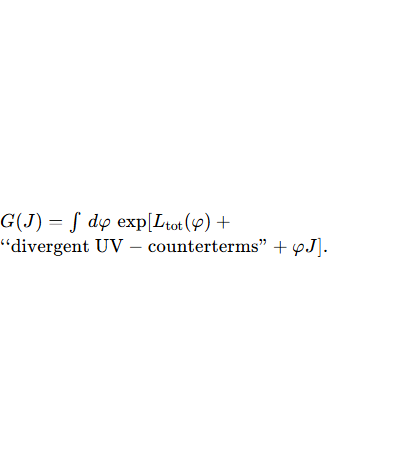 G(J) = ∫ dφ exp[L_tot(φ) +
“divergent UV − counterterms” + φJ].